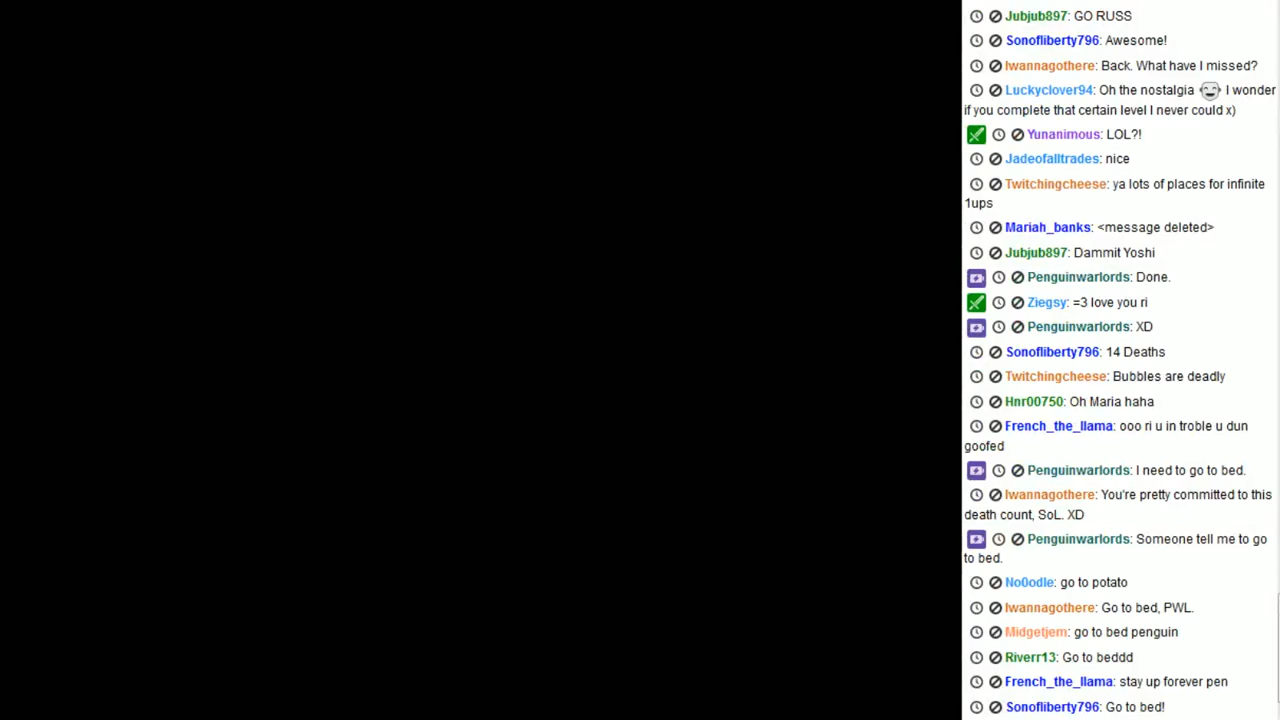 Jubjub897: GO RUSS
Sonofliberty796: Awesome!
Iwannagothere: Back. What have I missed?
Luckyclover94: Oh the nostalgia I wonder
if you complete that certain level I never could x)
Yunanimous: LOL?!
Jadeofalltrades: nice
Twitchingcheese: ya lots of places for infinite
1ups
Mariah_banks: <message deleted>
Jubjub897: Dammit Yoshi
Penguinwarlords: Done.
Ziegsy: =3 love you ri
Penguinwarlords: XD
Sonofliberty796: 14 Deaths
Twitchingcheese: Bubbles are deadly
Hnr00750: Oh Maria haha
French_the_llama: ooo ri u in troble u dun
goofed
Penguinwarlords: I need to go to bed.
Iwannagothere: You're pretty committed to this
death count, SoL. XD
Penguinwarlords: Someone tell me to go
to bed.
No0odle: go to potato
Iwannagothere: Go to bed, PWL.
Midgetjem: go to bed penguin
Riverr13: Go to beddd
French_the_llama: stay up forever pen
Sonofliberty796: Go to bed!